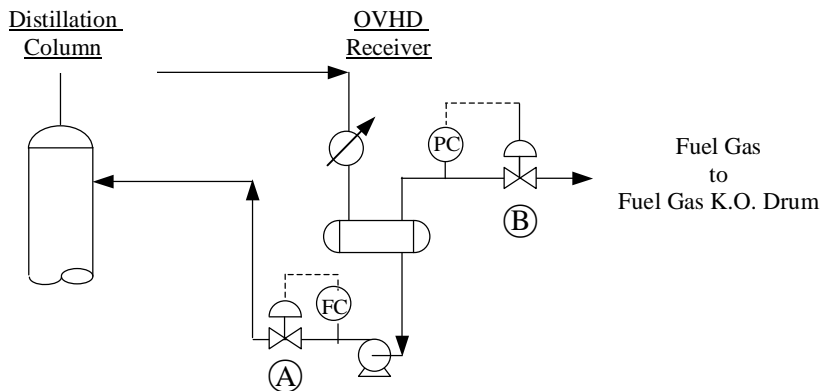 Distillation
Column
OVHD
Receiver
PC
Fuel Gas
to
Fuel Gas K.O. Drum
B
FC
A